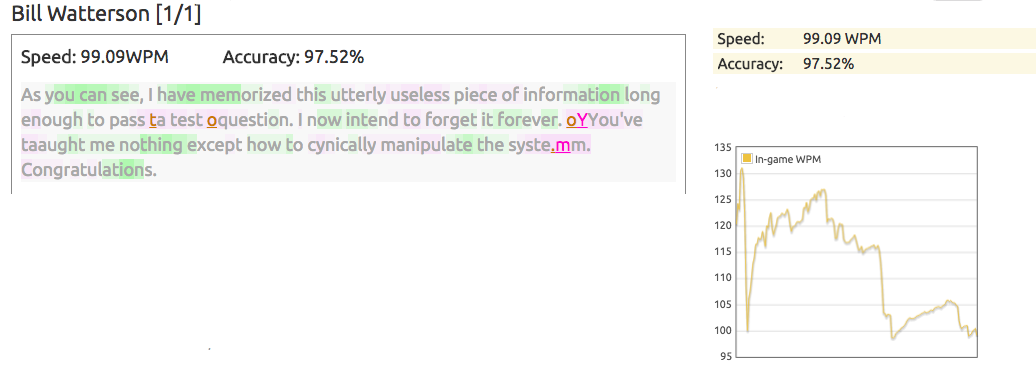 Bill Watterson [1/1]
Speed: 99.09WPM Accuracy: 97.52%
As you can see, I have memorized this utterly useless piece of information long
enough to pass ta test oquestion. I now intend to forget it forever. oYYou've
taaught me nothing except how to cynically manipulate the syste.mm.
Congratulations.
Speed: 99.09 WPM
Accuracy: 97.52%
In-game WPM
135
130
125
120
115
110
105
100
95